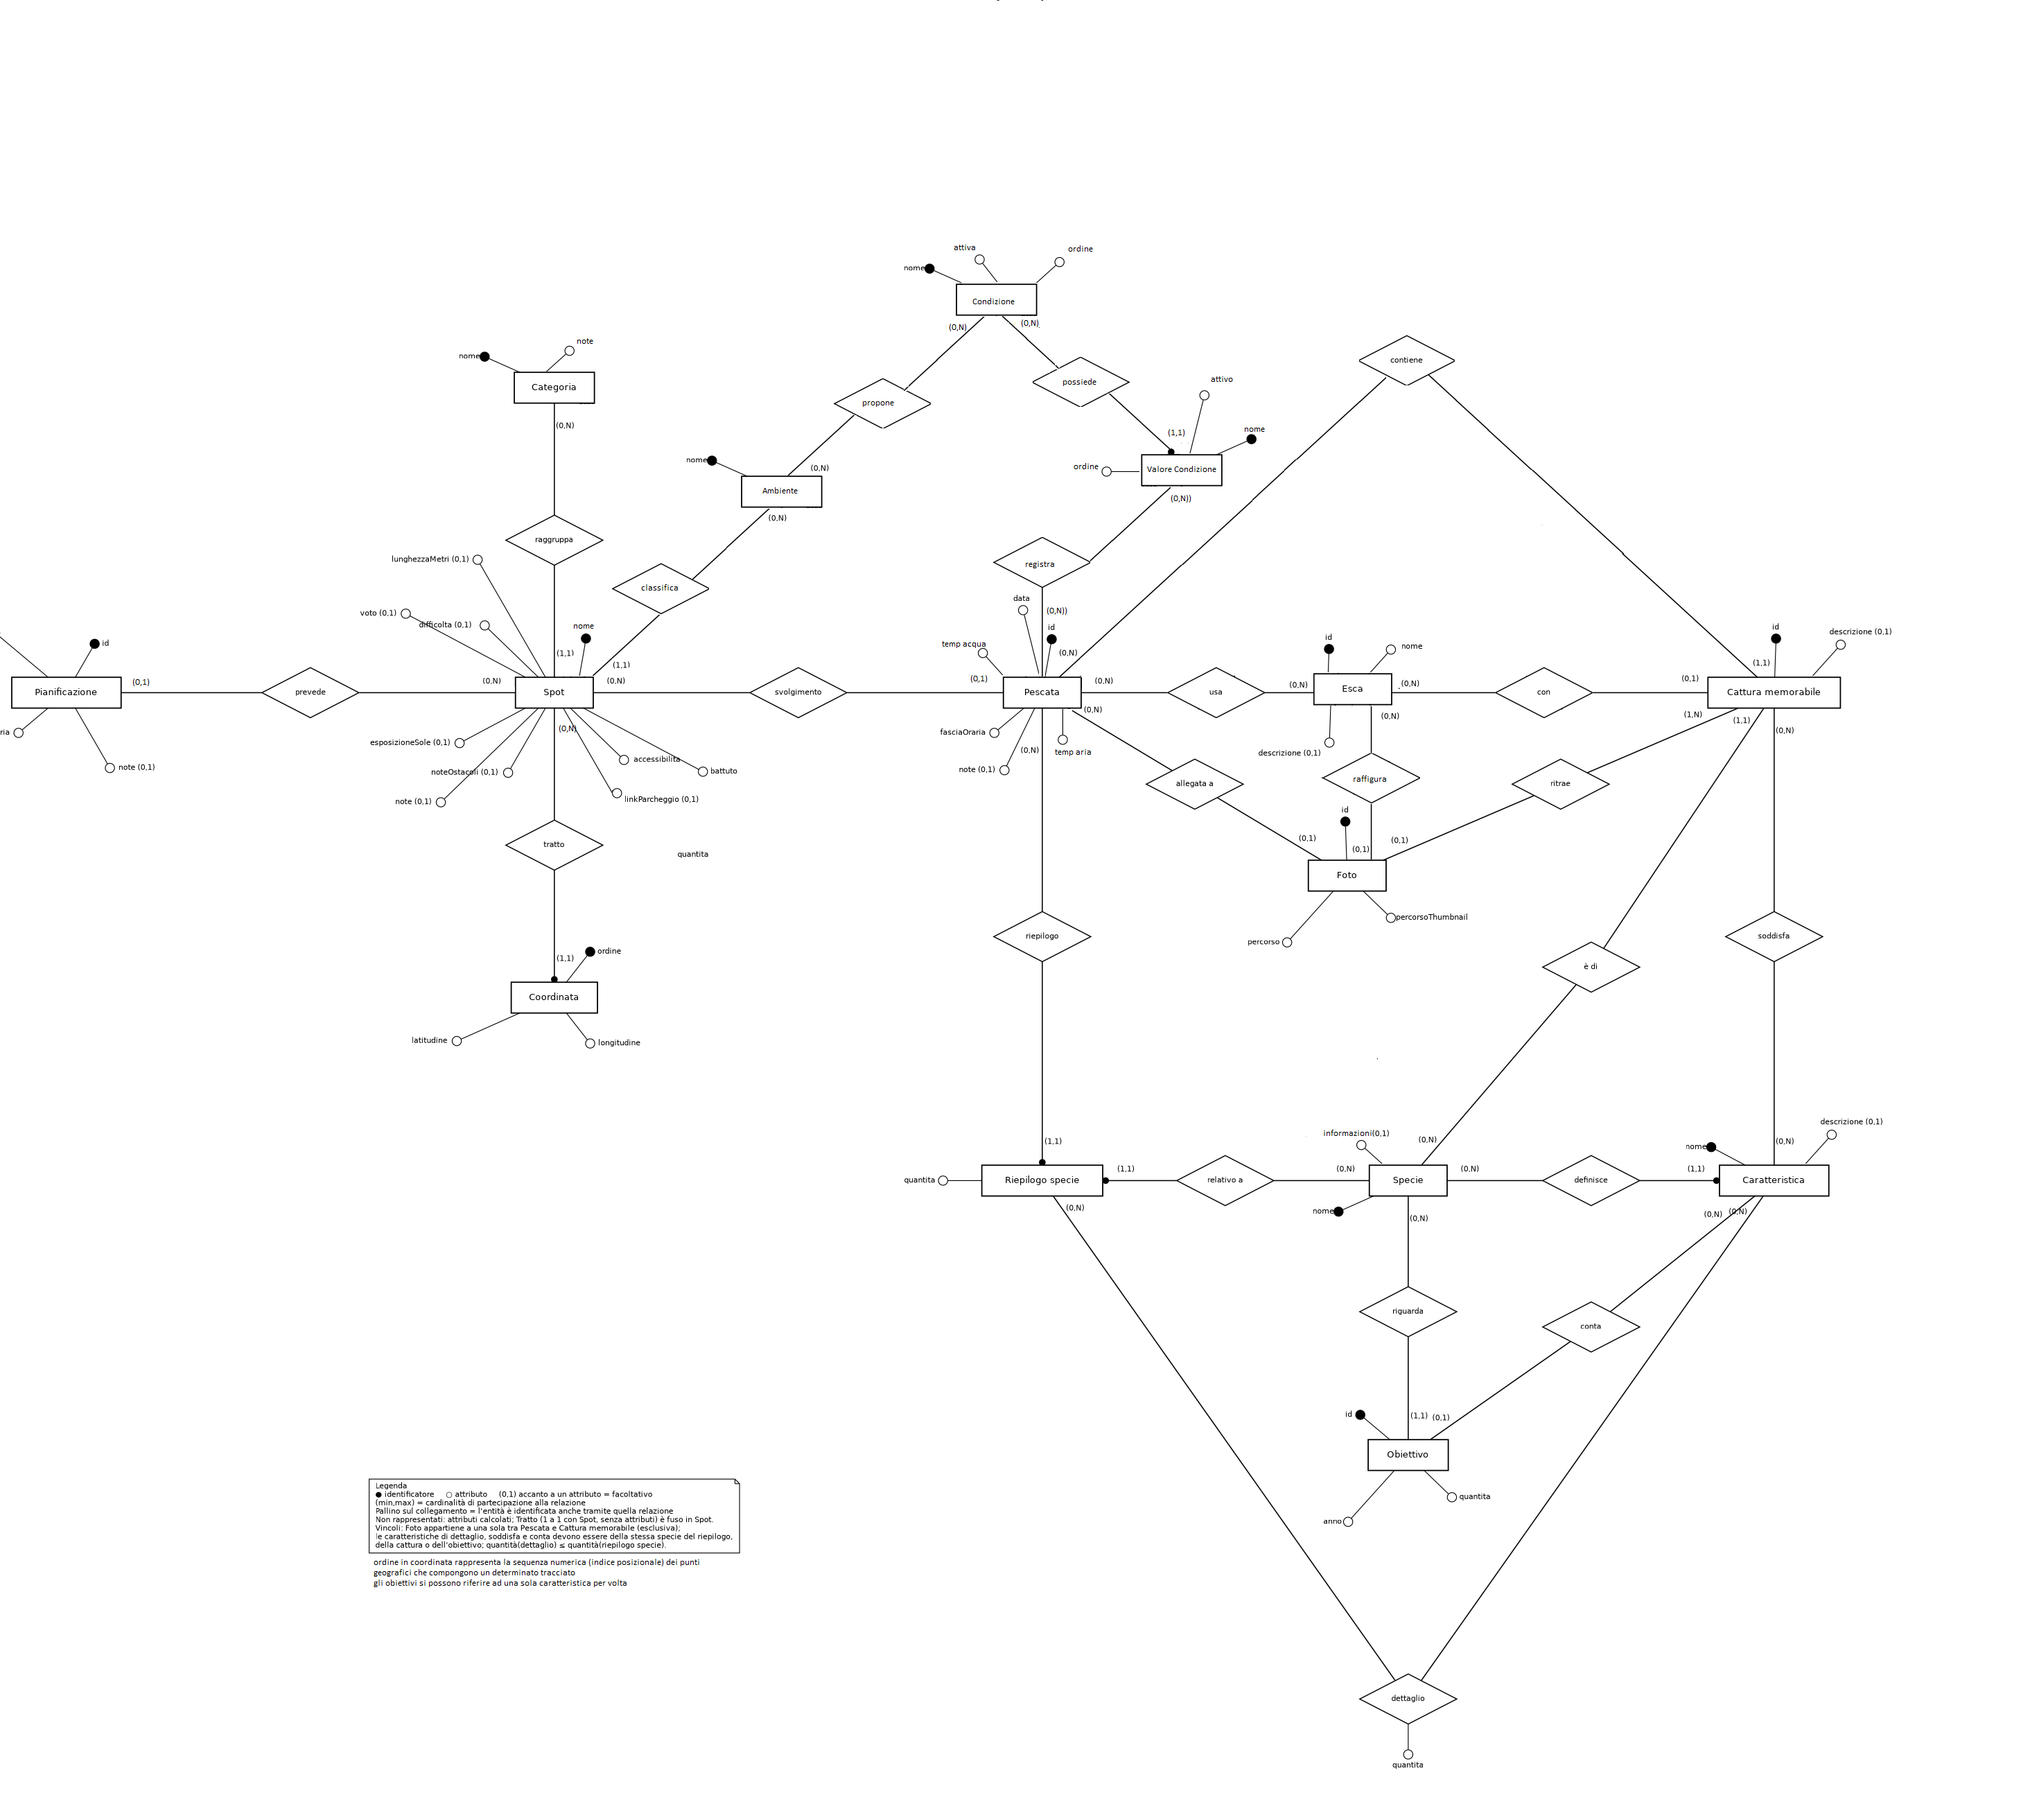 attiva
ordine
nome
Condizione
(0,N)
(0,N)
note
nome
Categoria
(0,N)
contiene
possiede
attivo
propone
(1,1)
nome
nome
(0,N)
ordine
Valore Condizione
Ambiente
(0,N))
(0,N)
raggruppa
lunghezzaMetri (0,1)
registra
classifica
voto (0,1)
difficolta (0,1)
nome
data
(0,N))
id
id
(1,1)
(1,1)
temp acqua
(0,N)
id
nome
id
descrizione (0,1)
(1,1)
(0,1)
Pianificazione
prevede
(0,N)
Spot
(0,N)
svolgimento
(0,1)
Pescata
(0,N)
usa
(0,N)
Esca
(0,N)
con
(0,1)
Cattura memorabile
ria
note (0,1)
esposizioneSole (0,1)
noteOstacoli (0,1)
note (0,1)
(0,N)
accessibilita
battuto
linkParcheggio (0,1)
fasciaOraria
note (0,1)
(0,N)
temp aria
(0,N)
descrizione (0,1)
(0,N)
(1,N)
(1,1)
(0,N)
allegata a
raffigura
ritrae
id
(0,1)
(0,1)
(0,1)
tratto
quantita
Foto
percorso
percorsoThumbnail
riepilogo
soddisfa
è di
(1,1)
ordine
Coordinata
latitudine
longitudine
informazioni(0,1)
(0,N)
descrizione (0,1)
nome
(0,N)
(1,1)
quantita
Riepilogo specie
(1,1)
relativo a
(0,N)
Specie
(0,N)
definisce
(1,1)
Caratteristica
nome
(0,N)
(0,N)
(0,N)
(0,N)
riguarda
conta
id
(1,1)
(0,1)
Obiettivo
anno
quantita
Legenda
● identificatore ○ attributo (0,1) accanto a un attributo = facoltativo
(min,max) = cardinalità di partecipazione alla relazione
Pallino sul collegamento = l'entità è identificata anche tramite quella relazione
Non rappresentati: attributi calcolati; Tratto (1 a 1 con Spot, senza attributi) è fuso in Spot.
Vincoli: Foto appartiene a una sola tra Pescata e Cattura memorabile (esclusiva);
le caratteristiche di dettaglio, soddisfa e conta devono essere della stessa specie del riepilogo,
della cattura o dell'obiettivo; quantità(dettaglio) ≤ quantità(riepilogo specie).
ordine in coordinata rappresenta la sequenza numerica (indice posizionale) dei punti
geografici che compongono un determinato tracciato
gli obiettivi si possono riferire ad una sola caratteristica per volta
dettaglio
quantita